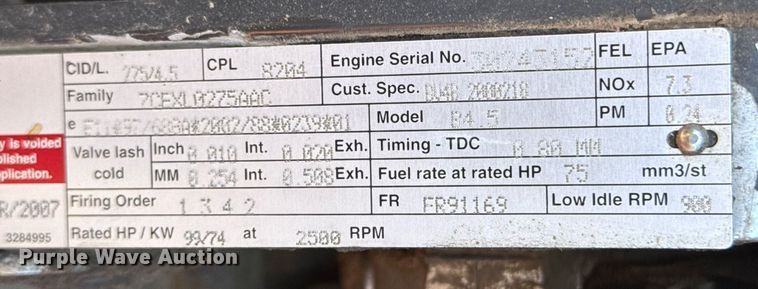 CID/L. 275/4.5 CPL 8204 Engine Serial No. FEL EPA
Family 7CEXL0275AAC Cust. Spec. NOx 7.3
e Model B4.5 PM 0.24
y is voided
olished
plication.
Valve lash cold Inch 0.010 Int. 0.020 Exh. Timing - TDC 0.80 MM
MM 0.254 Int. 0.508 Exh. Fuel rate at rated HP 75 mm3/st
R/2007 Firing Order 1 3 4 2 FR FR91169 Low Idle RPM 900
3284995 Rated HP / KW 99/74 at 2500 RPM
Purple Wave Auction